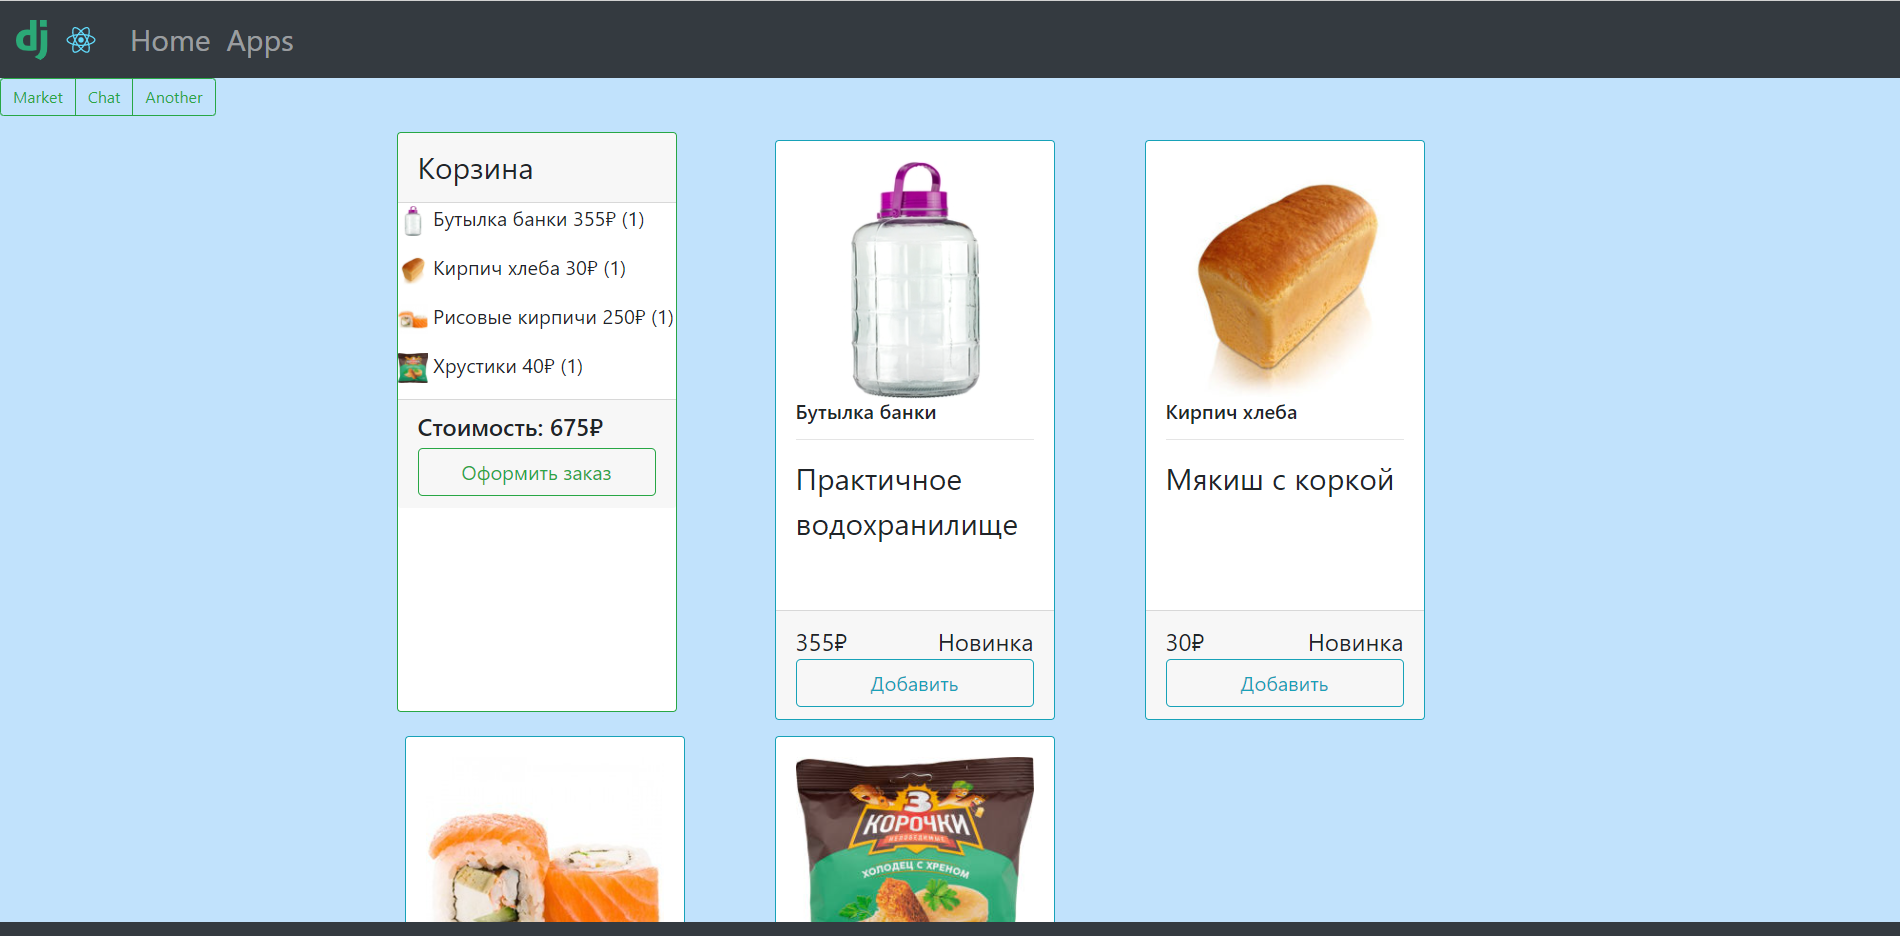 dj
Home Apps
Market Chat Another
Корзина
Бутылка банки 355₽ (1)
Кирпич хлеба 30₽ (1)
Рисовые кирпичи 250₽ (1)
Хрустики 40₽ (1)
Стоимость: 675₽
Оформить заказ
Бутылка банки
Практичное
водохранилище
355₽ Новинка
Добавить
Кирпич хлеба
Мякиш с коркой
30₽ Новинка
Добавить
3
КОРОЧКИ
ХОЛОДЕЦ С ХРЕНОМ